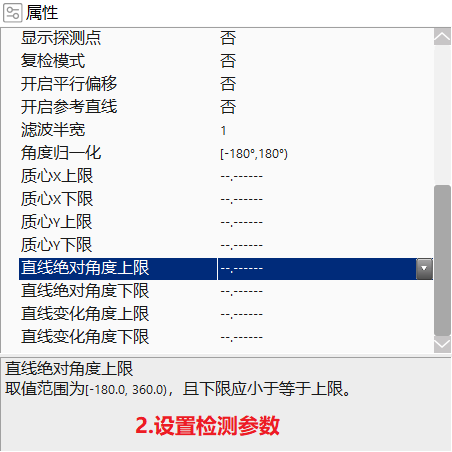 属性
显示探测点 否
复检模式 否
开启平行偏移 否
开启参考直线 否
滤波半宽 1
角度归一化 [-180°,180°)
质心X上限 --.------
质心X下限 --.------
质心Y上限 --.------
质心Y下限 --.------
直线绝对角度上限 --.------
直线绝对角度下限 --.------
直线变化角度上限 --.------
直线变化角度下限 --.------
直线绝对角度上限
取值范围为[-180.0, 360.0)，且下限应小于等于上限。
2.设置检测参数